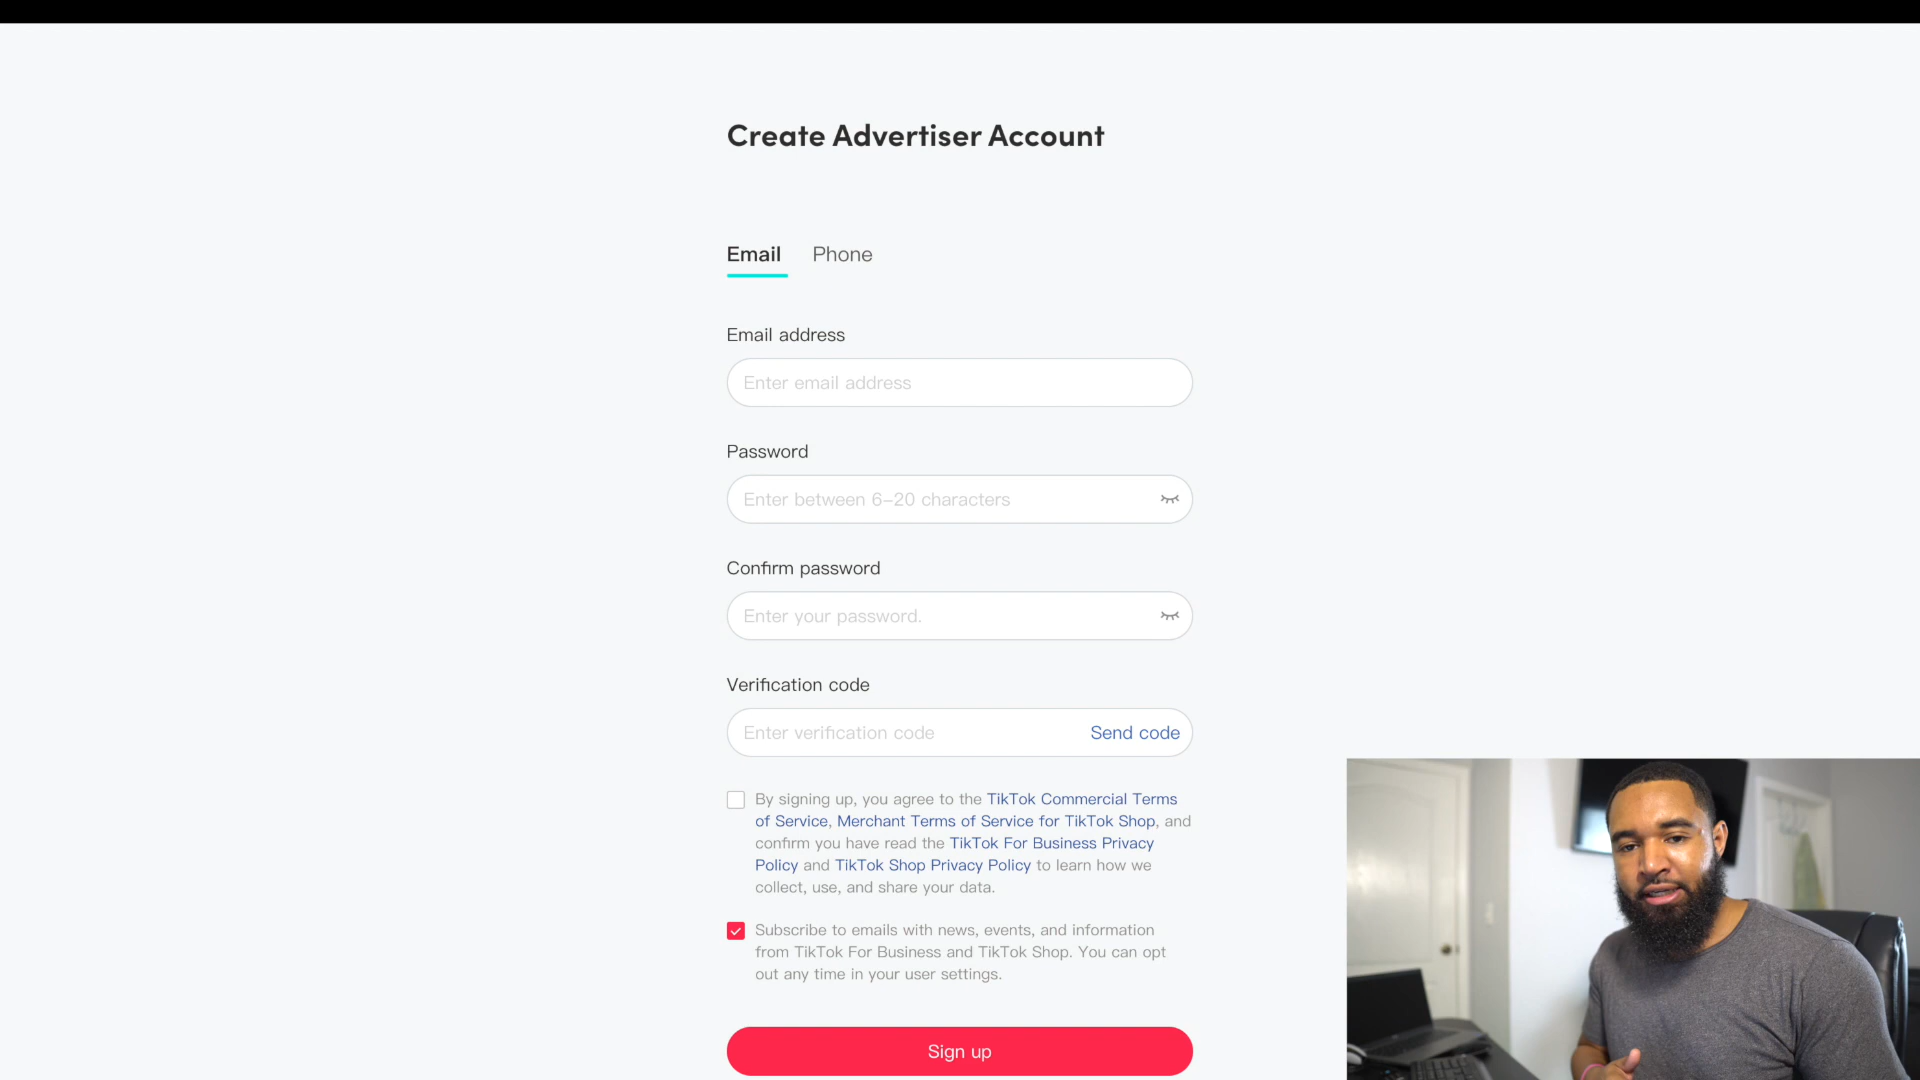 Create Advertiser Account
Email Phone
Email address
Enter email address
Password
Enter between 6–20 characters
Confirm password
Enter your password.
Verification code
Enter verification code Send code
By signing up, you agree to the TikTok Commercial Terms
of Service, Merchant Terms of Service for TikTok Shop, and
confirm you have read the TikTok For Business Privacy
Policy and TikTok Shop Privacy Policy to learn how we
collect, use, and share your data.
Subscribe to emails with news, events, and information
from TikTok For Business and TikTok Shop. You can opt
out any time in your user settings.
Sign up